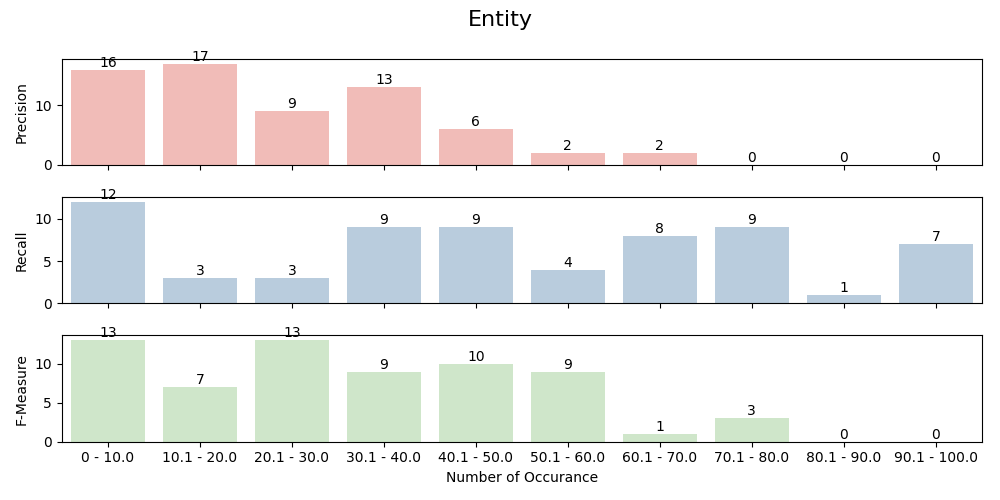 Entity
Precision
10
0
16
17
9
13
6
2
2
0
0
0
Recall
10
5
0
12
3
3
9
9
4
8
9
1
7
F-Measure
10
5
0
13
7
13
9
10
9
1
3
0
0
0 - 10.0
10.1 - 20.0
20.1 - 30.0
30.1 - 40.0
40.1 - 50.0
50.1 - 60.0
60.1 - 70.0
70.1 - 80.0
80.1 - 90.0
90.1 - 100.0
Number of Occurance